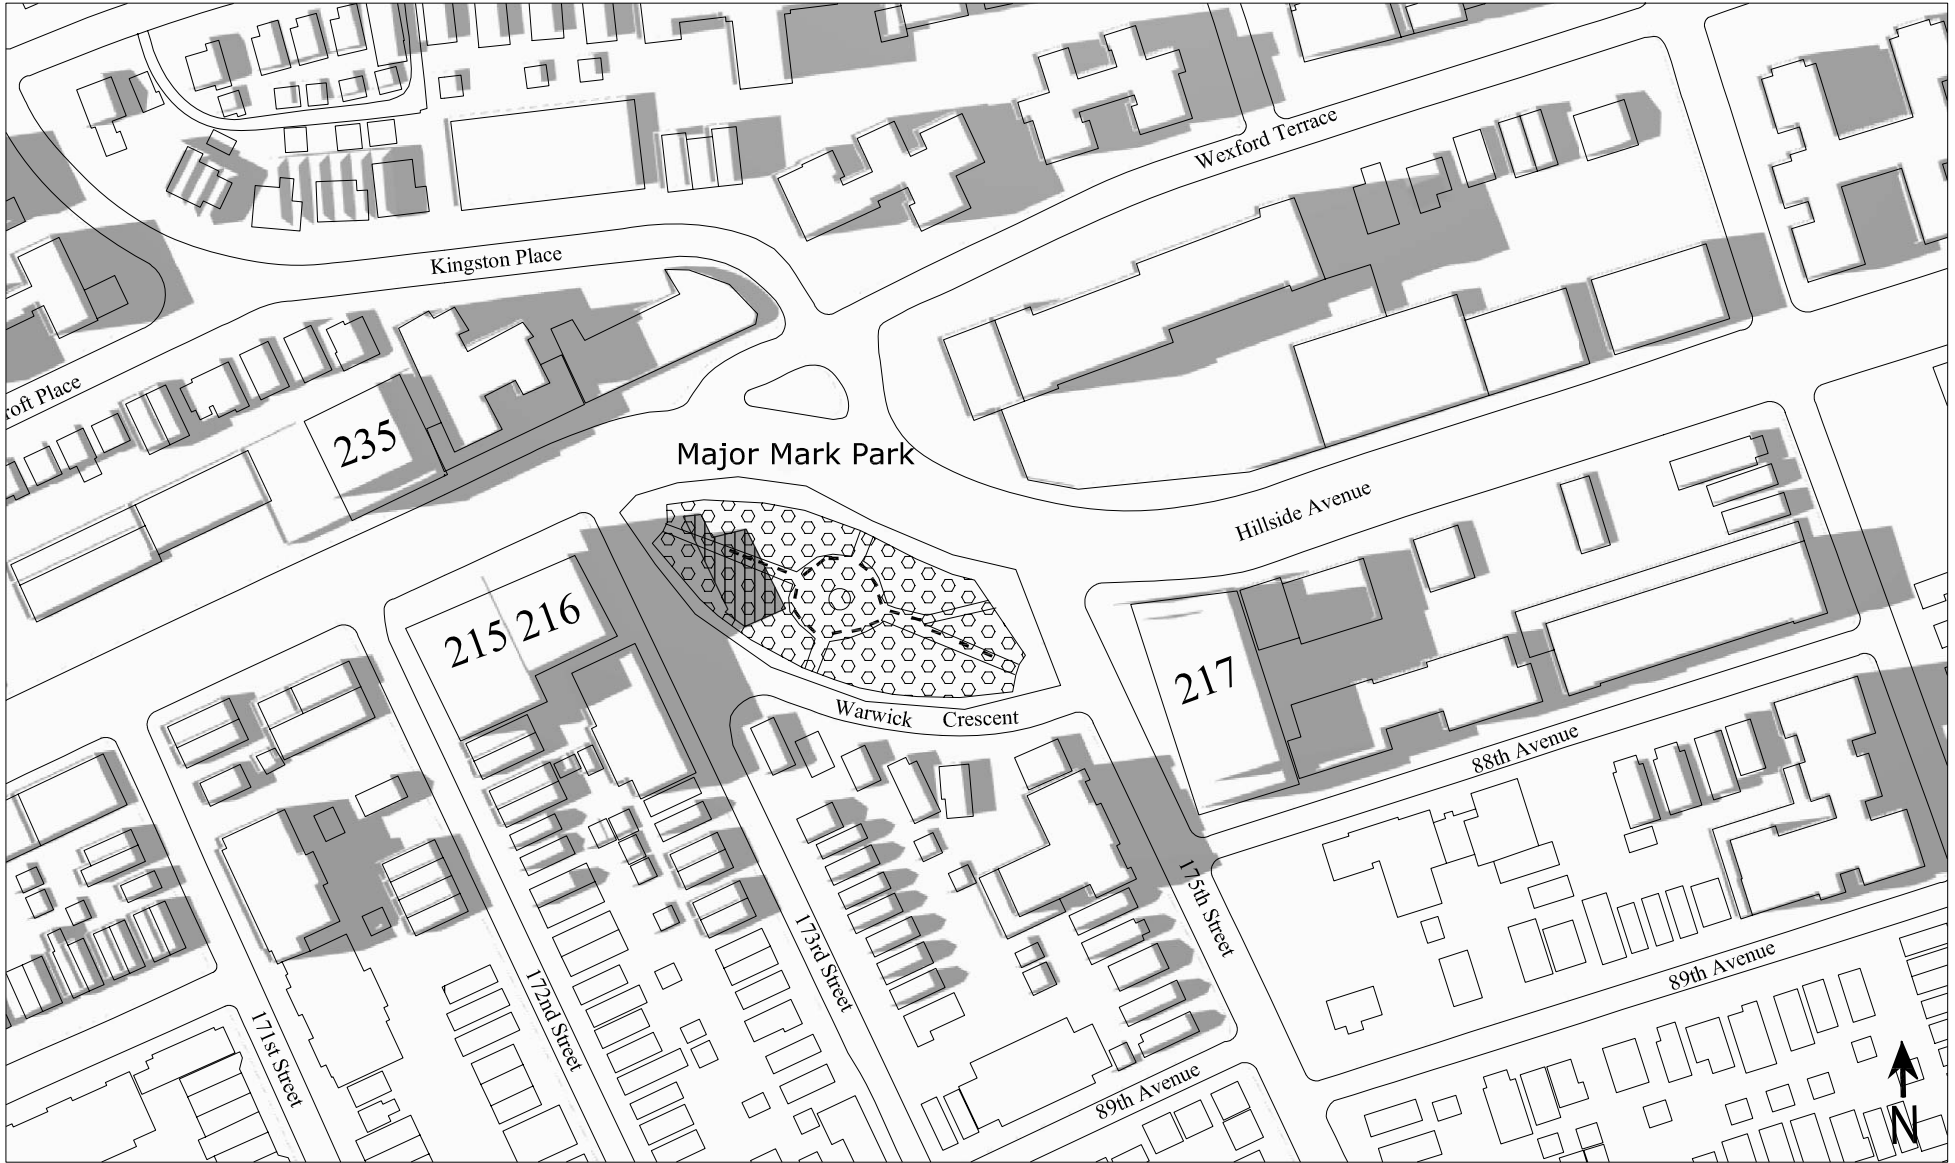 Wexford Terrace
Kingston Place
roft Place
235
Major Mark Park
Hillside Avenue
215
216
217
Warwick Crescent
88th Avenue
175th Street
173rd Street
172nd Street
171st Street
89th Avenue
89th Avenue
N